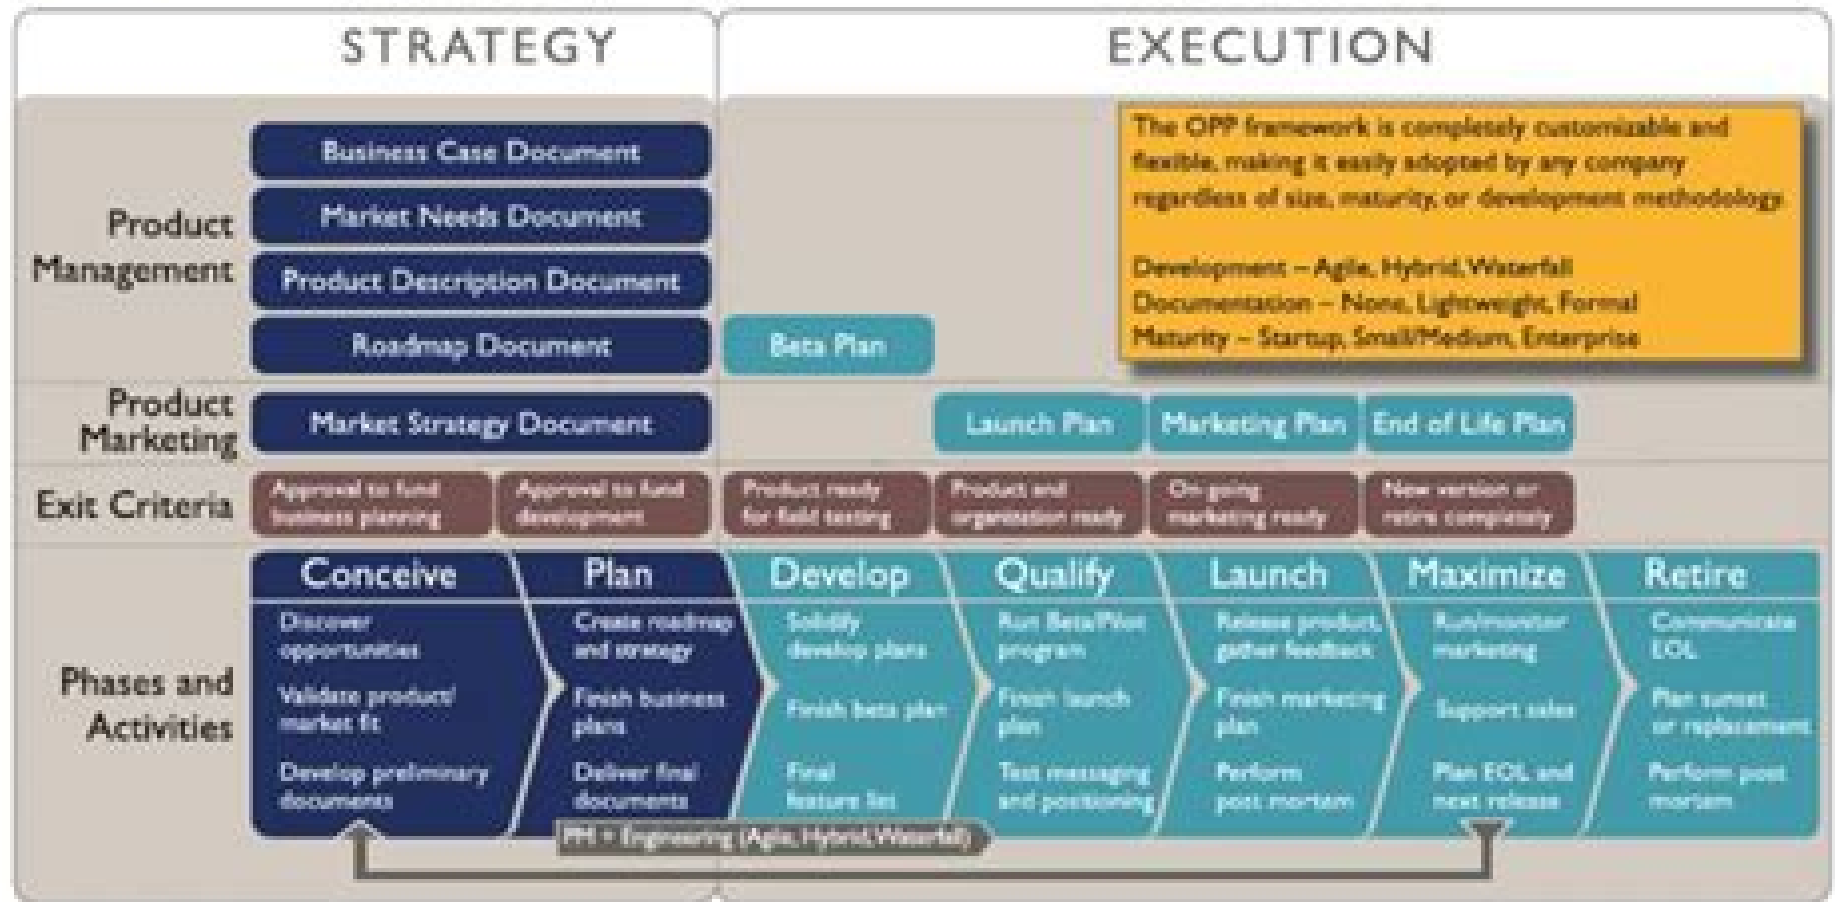 STRATEGY
EXECUTION
Product
Management
Business Case Document
Market Needs Document
Product Description Document
Roadmap Document
Beta Plan
The OPP framework is completely customizable and
flexible, making it easily adopted by any company
regardless of size, maturity, or development methodology.
Development – Agile, Hybrid, Waterfall
Documentation – None, Lightweight, Formal
Maturity – Startup, Small/Medium, Enterprise
Product
Marketing
Market Strategy Document
Launch Plan
Marketing Plan
End of Life Plan
Exit Criteria
Approval to fund
business planning
Approval to fund
development
Product ready
for field testing
Product and
organization ready
On going
marketing ready
New version or
retire completely
Phases and
Activities
Conceive
Discover
opportunities
Validate product/
market fit
Develop preliminary
documents
Plan
Create roadmap
and strategy
Finish business
plans
Deliver final
documents
Develop
Solidify
develop plans
Finish beta plan
Final
feature list
Qualify
Run Beta/Pilot
program
Finish launch
plan
Test messaging
and positioning
Launch
Release product,
gather feedback
Finish marketing
plan
Perform
post mortem
Maximize
Run/monitor
marketing
Support sales
Plan EOL and
next release
Retire
Communicate
EOL
Plan sunset
or replacement
Perform post
mortem
PM + Engineering (Agile, Hybrid, Waterfall)